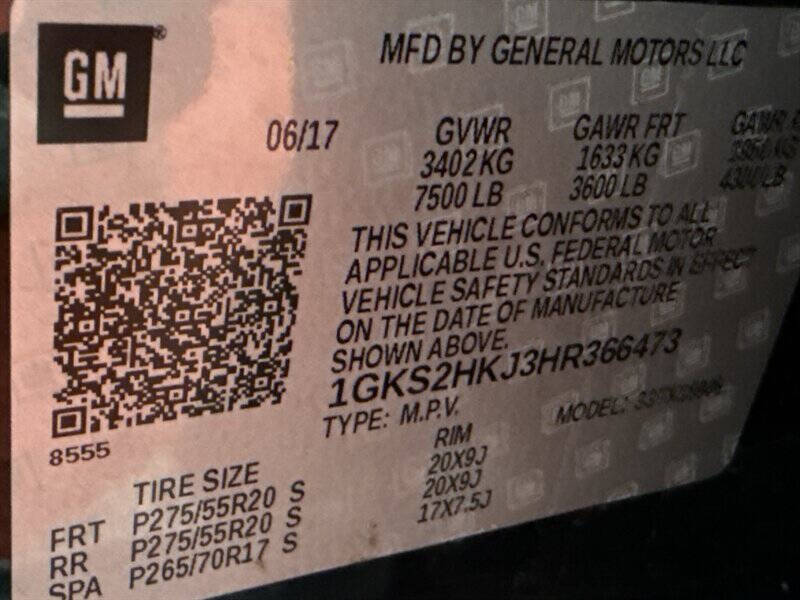 GM
MFD BY GENERAL MOTORS LLC
06/17
GVWR GAWR FRT GAWR
3402 KG 1633 KG
7500 LB 3600 LB 4300 LB
THIS VEHICLE CONFORMS TO ALL
APPLICABLE U.S. FEDERAL MOTOR
VEHICLE SAFETY STANDARDS IN EFFECT
ON THE DATE OF MANUFACTURE
SHOWN ABOVE.
1GKS2HKJ3HR366473
TYPE: M.P.V. MODEL:
8555
TIRE SIZE RIM
FRT P275/55R20 S 20X9J
RR P275/55R20 S 20X9J
SPA P265/70R17 S 17X7.5J